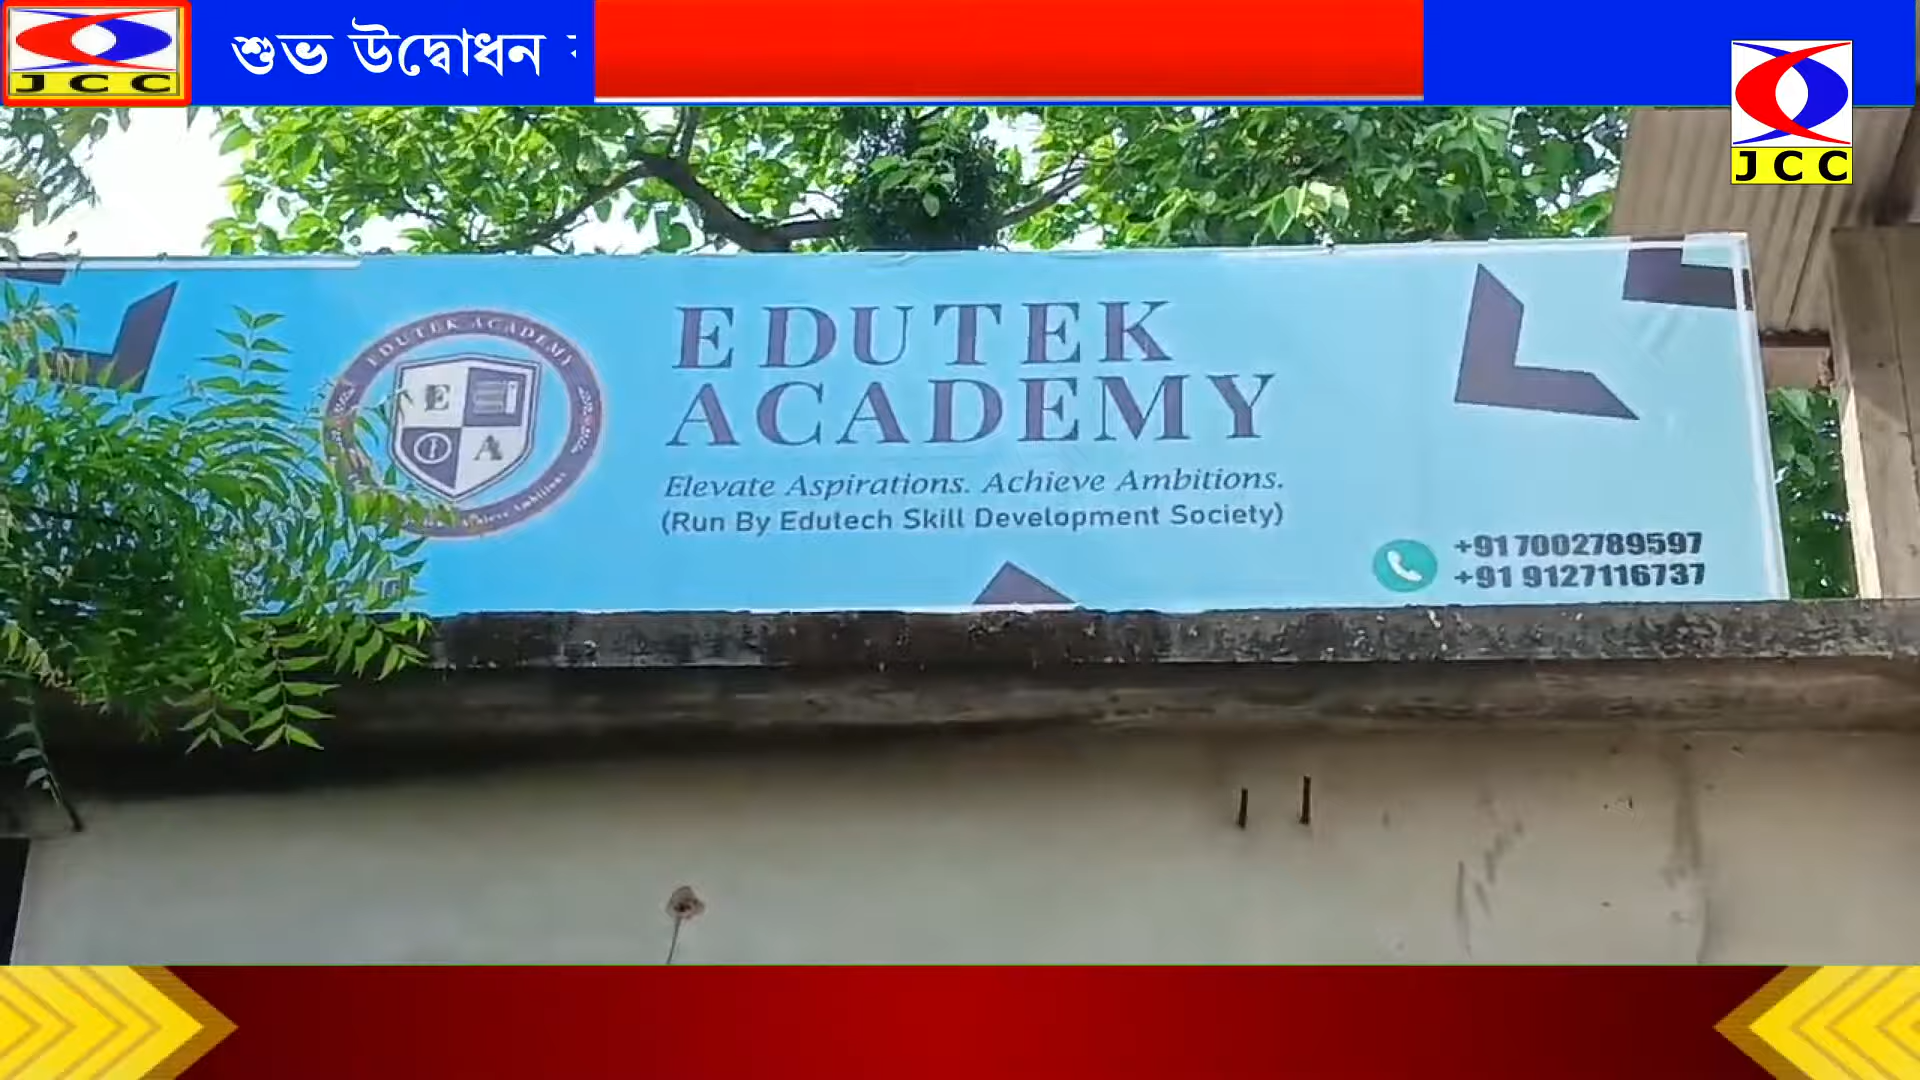 JCC
শুভ উদ্বোধন
JCC
EDUTEK ACADEMY
E
A
EDUTEK
ACADEMY
Elevate Aspirations. Achieve Ambitions.
(Run By Edutech Skill Development Society)
+91 7002789597
+91 9127116737